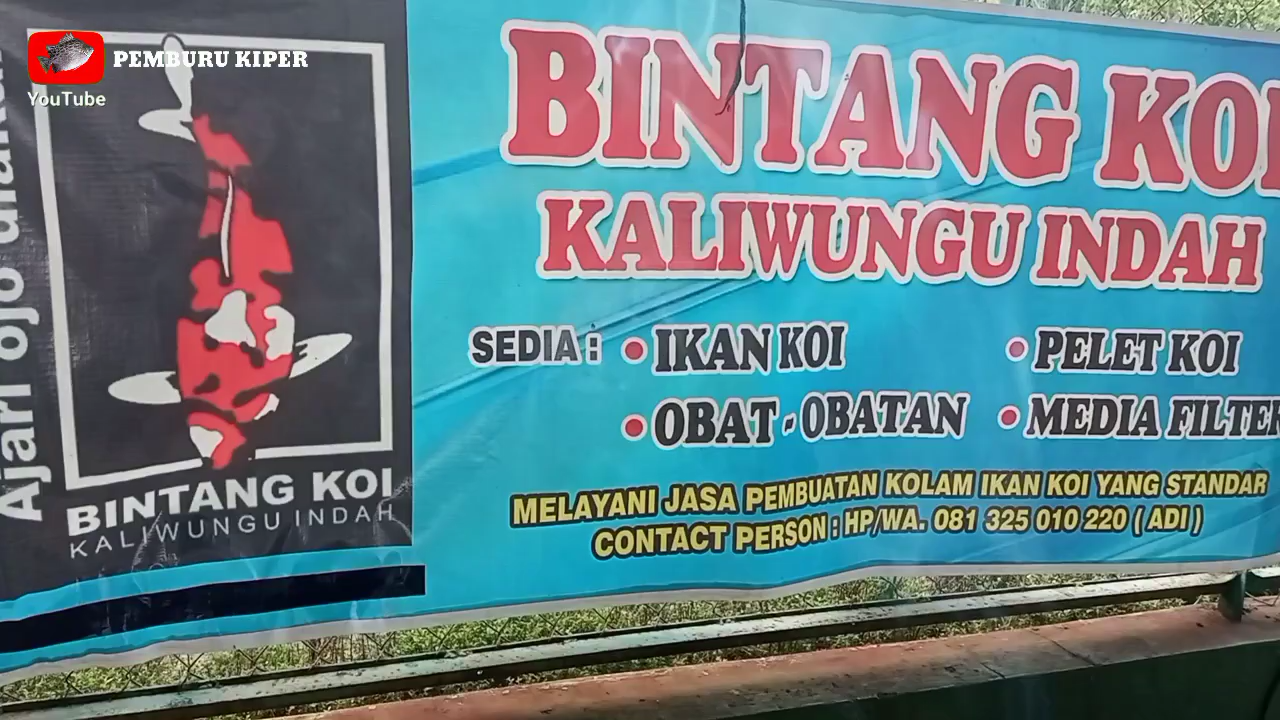 PEMBURU KIPER
YouTube
Ajari ojo
BINTANG KOI
KALIWUNGU INDAH
BINTANG KOI
KALIWUNGU INDAH
SEDIA : • IKAN KOI • PELET KOI
• OBAT - OBATAN • MEDIA FILTER
MELAYANI JASA PEMBUATAN KOLAM IKAN KOI YANG STANDAR
CONTACT PERSON : HP/WA. 081 325 010 220 ( ADI )